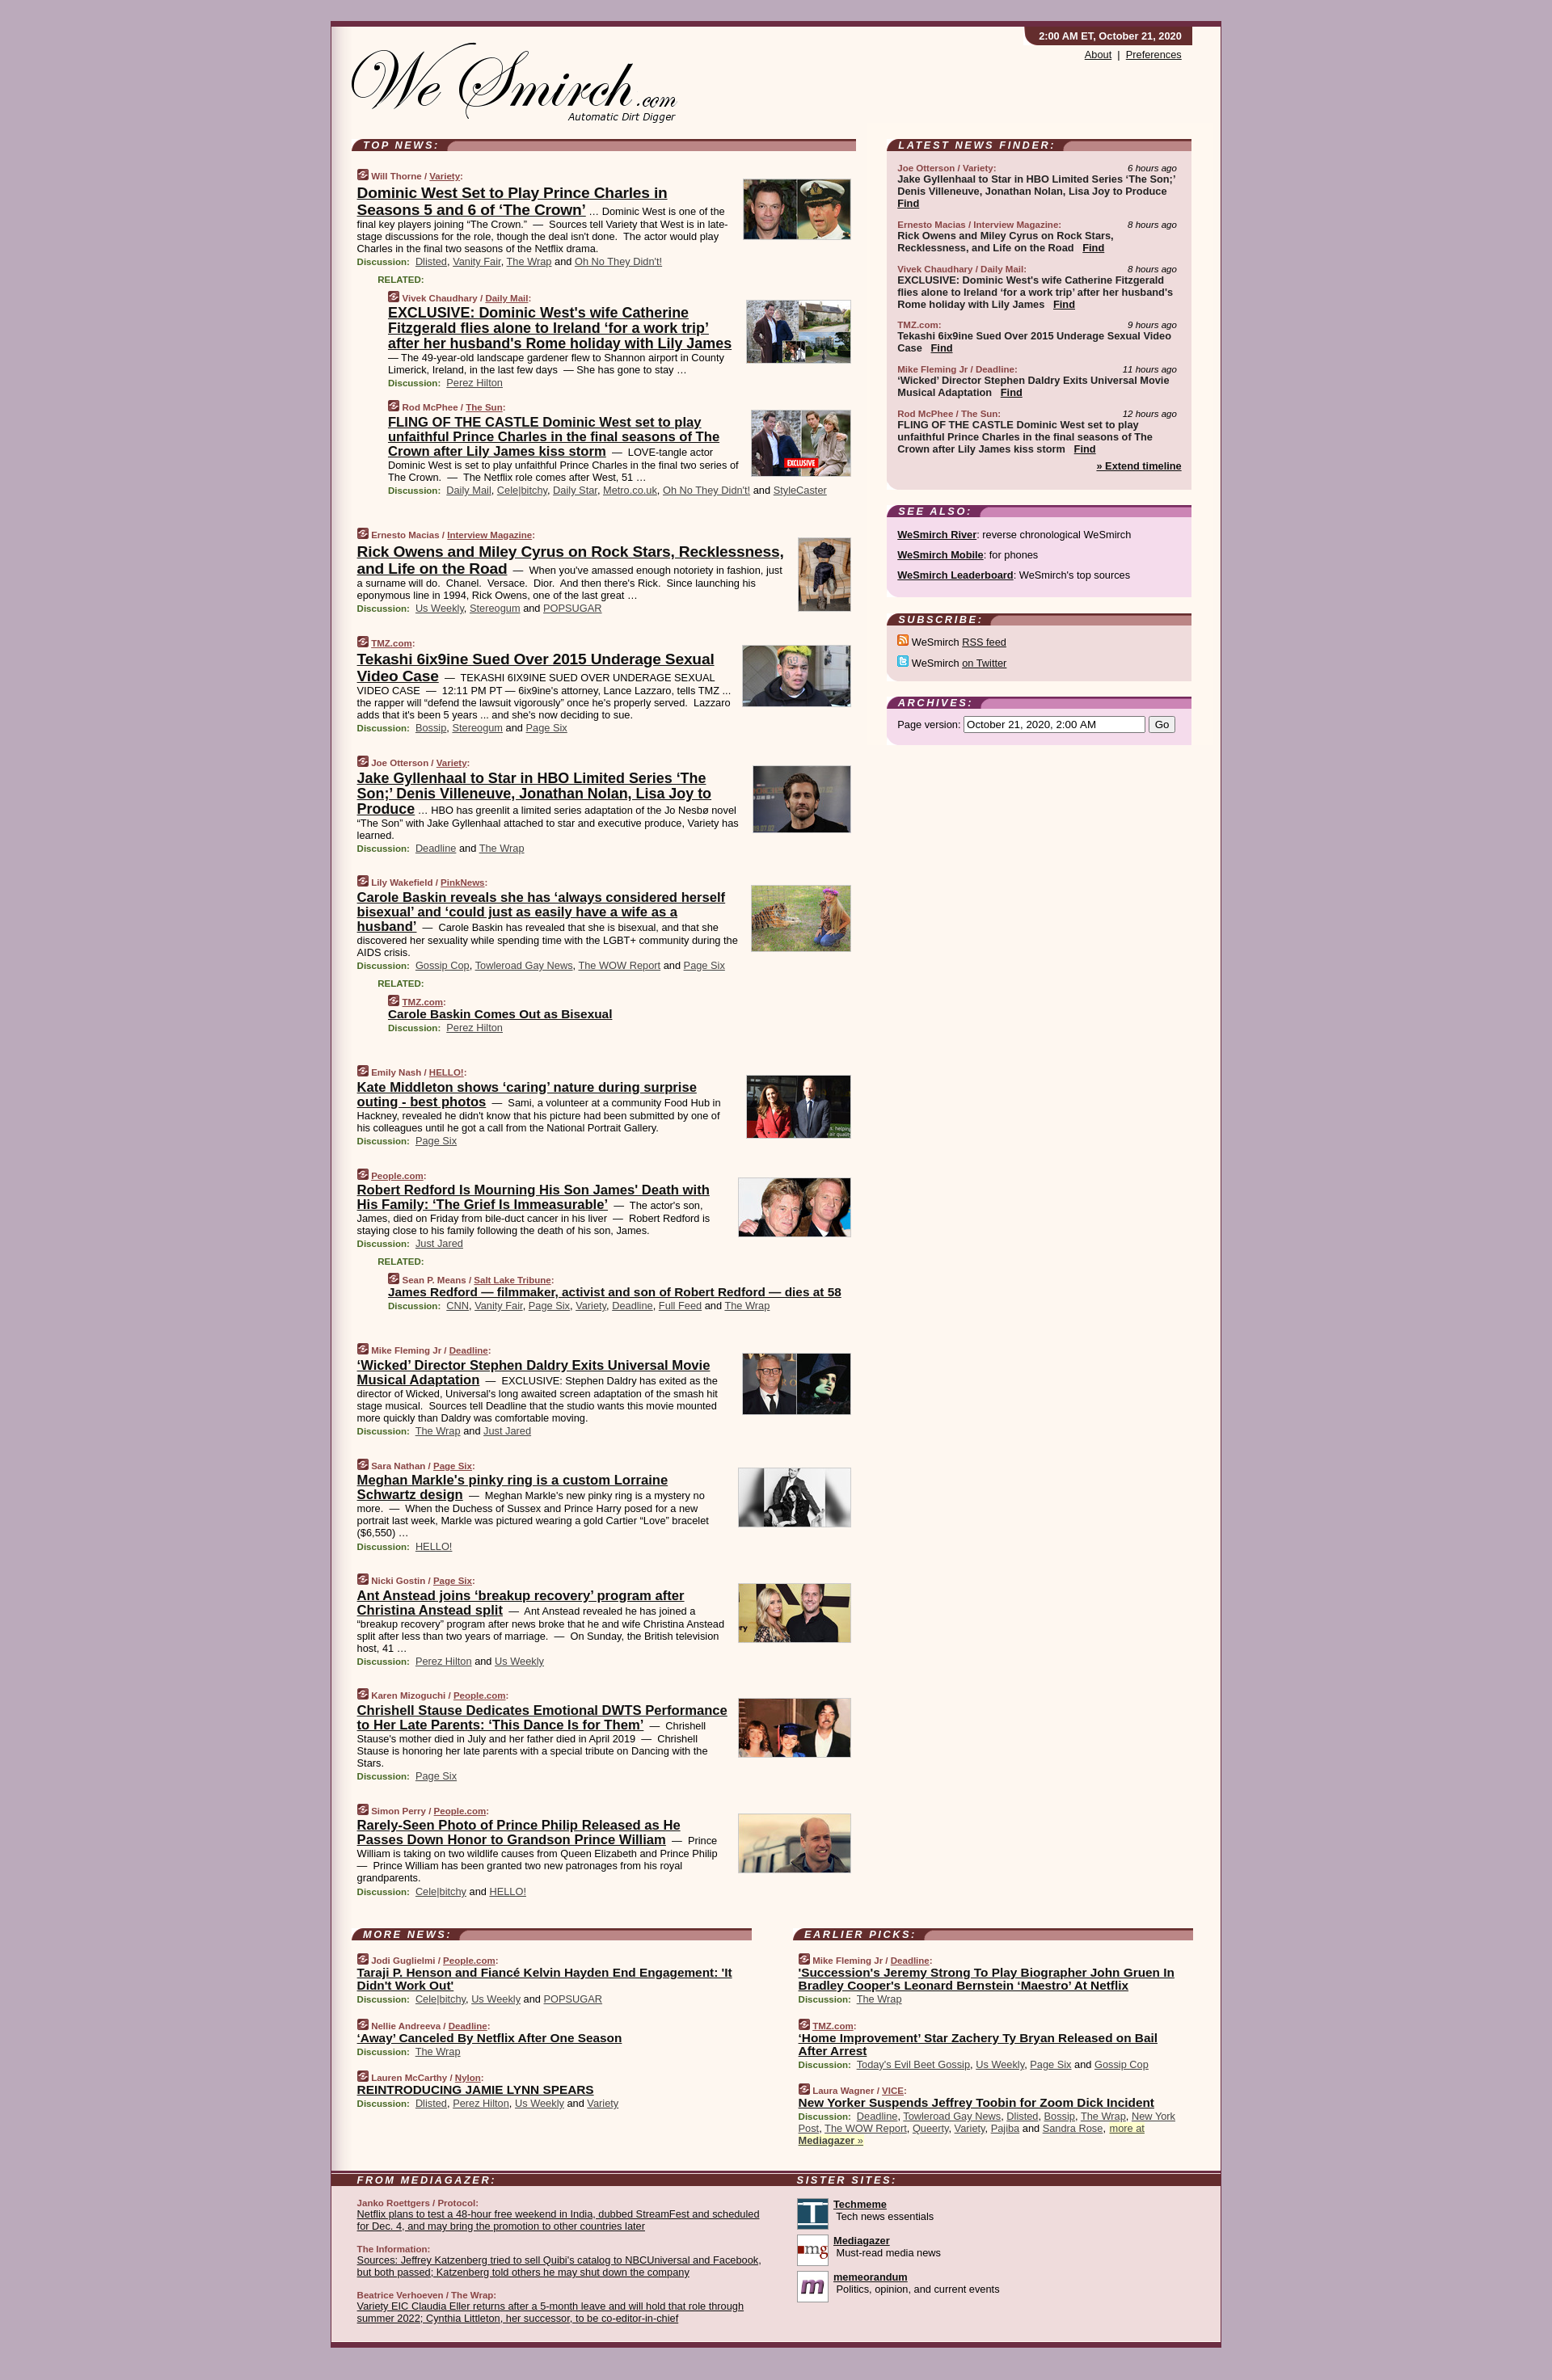 2:00 AM ET, October 21, 2020
About | Preferences
We Smirch .com
Automatic Dirt Digger
TOP NEWS:
Will Thorne / Variety:
Dominic West Set to Play Prince Charles in
Seasons 5 and 6 of ‘The Crown’ … Dominic West is one of the
final key players joining “The Crown.” — Sources tell Variety that West is in late-
stage discussions for the role, though the deal isn't done. The actor would play
Charles in the final two seasons of the Netflix drama.
Discussion: Dlisted, Vanity Fair, The Wrap and Oh No They Didn't!
RELATED:
Vivek Chaudhary / Daily Mail:
EXCLUSIVE: Dominic West's wife Catherine
Fitzgerald flies alone to Ireland ‘for a work trip’
after her husband's Rome holiday with Lily James
— The 49-year-old landscape gardener flew to Shannon airport in County
Limerick, Ireland, in the last few days — She has gone to stay …
Discussion: Perez Hilton
Rod McPhee / The Sun:
FLING OF THE CASTLE Dominic West set to play
unfaithful Prince Charles in the final seasons of The
Crown after Lily James kiss storm — LOVE-tangle actor
Dominic West is set to play unfaithful Prince Charles in the final two series of
The Crown. — The Netflix role comes after West, 51 …
EXCLUSIVE
Discussion: Daily Mail, Cele|bitchy, Daily Star, Metro.co.uk, Oh No They Didn't! and StyleCaster
Ernesto Macias / Interview Magazine:
Rick Owens and Miley Cyrus on Rock Stars, Recklessness,
and Life on the Road — When you've amassed enough notoriety in fashion, just
a surname will do. Chanel. Versace. Dior. And then there's Rick. Since launching his
eponymous line in 1994, Rick Owens, one of the last great …
Discussion: Us Weekly, Stereogum and POPSUGAR
TMZ.com:
Tekashi 6ix9ine Sued Over 2015 Underage Sexual
Video Case — TEKASHI 6IX9INE SUED OVER UNDERAGE SEXUAL
VIDEO CASE — 12:11 PM PT — 6ix9ine's attorney, Lance Lazzaro, tells TMZ ...
the rapper will “defend the lawsuit vigorously” once he's properly served. Lazzaro
adds that it's been 5 years ... and she's now deciding to sue.
Discussion: Bossip, Stereogum and Page Six
Joe Otterson / Variety:
Jake Gyllenhaal to Star in HBO Limited Series ‘The
Son;’ Denis Villeneuve, Jonathan Nolan, Lisa Joy to
Produce … HBO has greenlit a limited series adaptation of the Jo Nesbø novel
“The Son” with Jake Gyllenhaal attached to star and executive produce, Variety has
learned.
Discussion: Deadline and The Wrap
Lily Wakefield / PinkNews:
Carole Baskin reveals she has ‘always considered herself
bisexual’ and ‘could just as easily have a wife as a
husband’ — Carole Baskin has revealed that she is bisexual, and that she
discovered her sexuality while spending time with the LGBT+ community during the
AIDS crisis.
Discussion: Gossip Cop, Towleroad Gay News, The WOW Report and Page Six
RELATED:
TMZ.com:
Carole Baskin Comes Out as Bisexual
Discussion: Perez Hilton
Emily Nash / HELLO!:
Kate Middleton shows ‘caring’ nature during surprise
outing - best photos — Sami, a volunteer at a community Food Hub in
Hackney, revealed he didn't know that his picture had been submitted by one of
his colleagues until he got a call from the National Portrait Gallery.
Discussion: Page Six
People.com:
Robert Redford Is Mourning His Son James' Death with
His Family: ‘The Grief Is Immeasurable’ — The actor's son,
James, died on Friday from bile-duct cancer in his liver — Robert Redford is
staying close to his family following the death of his son, James.
Discussion: Just Jared
RELATED:
Sean P. Means / Salt Lake Tribune:
James Redford — filmmaker, activist and son of Robert Redford — dies at 58
Discussion: CNN, Vanity Fair, Page Six, Variety, Deadline, Full Feed and The Wrap
Mike Fleming Jr / Deadline:
‘Wicked’ Director Stephen Daldry Exits Universal Movie
Musical Adaptation — EXCLUSIVE: Stephen Daldry has exited as the
director of Wicked, Universal's long awaited screen adaptation of the smash hit
stage musical. Sources tell Deadline that the studio wants this movie mounted
more quickly than Daldry was comfortable moving.
Discussion: The Wrap and Just Jared
Sara Nathan / Page Six:
Meghan Markle's pinky ring is a custom Lorraine
Schwartz design — Meghan Markle's new pinky ring is a mystery no
more. — When the Duchess of Sussex and Prince Harry posed for a new
portrait last week, Markle was pictured wearing a gold Cartier “Love” bracelet
($6,550) …
Discussion: HELLO!
Nicki Gostin / Page Six:
Ant Anstead joins ‘breakup recovery’ program after
Christina Anstead split — Ant Anstead revealed he has joined a
“breakup recovery” program after news broke that he and wife Christina Anstead
split after less than two years of marriage. — On Sunday, the British television
host, 41 …
Discussion: Perez Hilton and Us Weekly
Karen Mizoguchi / People.com:
Chrishell Stause Dedicates Emotional DWTS Performance
to Her Late Parents: ‘This Dance Is for Them’ — Chrishell
Stause's mother died in July and her father died in April 2019 — Chrishell
Stause is honoring her late parents with a special tribute on Dancing with the
Stars.
Discussion: Page Six
Simon Perry / People.com:
Rarely-Seen Photo of Prince Philip Released as He
Passes Down Honor to Grandson Prince William — Prince
William is taking on two wildlife causes from Queen Elizabeth and Prince Philip
— Prince William has been granted two new patronages from his royal
grandparents.
Discussion: Cele|bitchy and HELLO!
LATEST NEWS FINDER:
Joe Otterson / Variety: 6 hours ago
Jake Gyllenhaal to Star in HBO Limited Series ‘The Son;’
Denis Villeneuve, Jonathan Nolan, Lisa Joy to Produce
Find
Ernesto Macias / Interview Magazine: 8 hours ago
Rick Owens and Miley Cyrus on Rock Stars,
Recklessness, and Life on the Road Find
Vivek Chaudhary / Daily Mail: 8 hours ago
EXCLUSIVE: Dominic West's wife Catherine Fitzgerald
flies alone to Ireland ‘for a work trip’ after her husband's
Rome holiday with Lily James Find
TMZ.com: 9 hours ago
Tekashi 6ix9ine Sued Over 2015 Underage Sexual Video
Case Find
Mike Fleming Jr / Deadline: 11 hours ago
‘Wicked’ Director Stephen Daldry Exits Universal Movie
Musical Adaptation Find
Rod McPhee / The Sun: 12 hours ago
FLING OF THE CASTLE Dominic West set to play
unfaithful Prince Charles in the final seasons of The
Crown after Lily James kiss storm Find
» Extend timeline
SEE ALSO:
WeSmirch River: reverse chronological WeSmirch
WeSmirch Mobile: for phones
WeSmirch Leaderboard: WeSmirch's top sources
SUBSCRIBE:
WeSmirch RSS feed
WeSmirch on Twitter
ARCHIVES:
Page version: October 21, 2020, 2:00 AM Go
MORE NEWS:
Jodi Guglielmi / People.com:
Taraji P. Henson and Fiancé Kelvin Hayden End Engagement: 'It
Didn't Work Out'
Discussion: Cele|bitchy, Us Weekly and POPSUGAR
Nellie Andreeva / Deadline:
‘Away’ Canceled By Netflix After One Season
Discussion: The Wrap
Lauren McCarthy / Nylon:
REINTRODUCING JAMIE LYNN SPEARS
Discussion: Dlisted, Perez Hilton, Us Weekly and Variety
EARLIER PICKS:
Mike Fleming Jr / Deadline:
'Succession's Jeremy Strong To Play Biographer John Gruen In
Bradley Cooper's Leonard Bernstein ‘Maestro’ At Netflix
Discussion: The Wrap
TMZ.com:
‘Home Improvement’ Star Zachery Ty Bryan Released on Bail
After Arrest
Discussion: Today's Evil Beet Gossip, Us Weekly, Page Six and Gossip Cop
Laura Wagner / VICE:
New Yorker Suspends Jeffrey Toobin for Zoom Dick Incident
Discussion: Deadline, Towleroad Gay News, Dlisted, Bossip, The Wrap, New York
Post, The WOW Report, Queerty, Variety, Pajiba and Sandra Rose, more at
Mediagazer »
FROM MEDIAGAZER:
Janko Roettgers / Protocol:
Netflix plans to test a 48-hour free weekend in India, dubbed StreamFest and scheduled
for Dec. 4, and may bring the promotion to other countries later
The Information:
Sources: Jeffrey Katzenberg tried to sell Quibi's catalog to NBCUniversal and Facebook,
but both passed; Katzenberg told others he may shut down the company
Beatrice Verhoeven / The Wrap:
Variety EIC Claudia Eller returns after a 5-month leave and will hold that role through
summer 2022; Cynthia Littleton, her successor, to be co-editor-in-chief
SISTER SITES:
T
Techmeme
Tech news essentials
mg
Mediagazer
Must-read media news
m
memeorandum
Politics, opinion, and current events